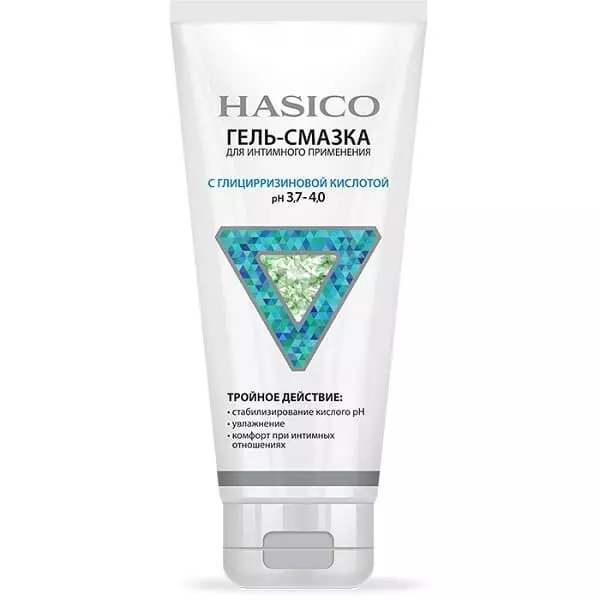 HASICO
ГЕЛЬ-СМАЗКА
ДЛЯ ИНТИМНОГО ПРИМЕНЕНИЯ
С ГЛИЦИРРИЗИНОВОЙ КИСЛОТОЙ
pH 3,7-4,0
ТРОЙНОЕ ДЕЙСТВИЕ:
• стабилизирование кислого pH
• увлажнение
• комфорт при интимных
отношениях